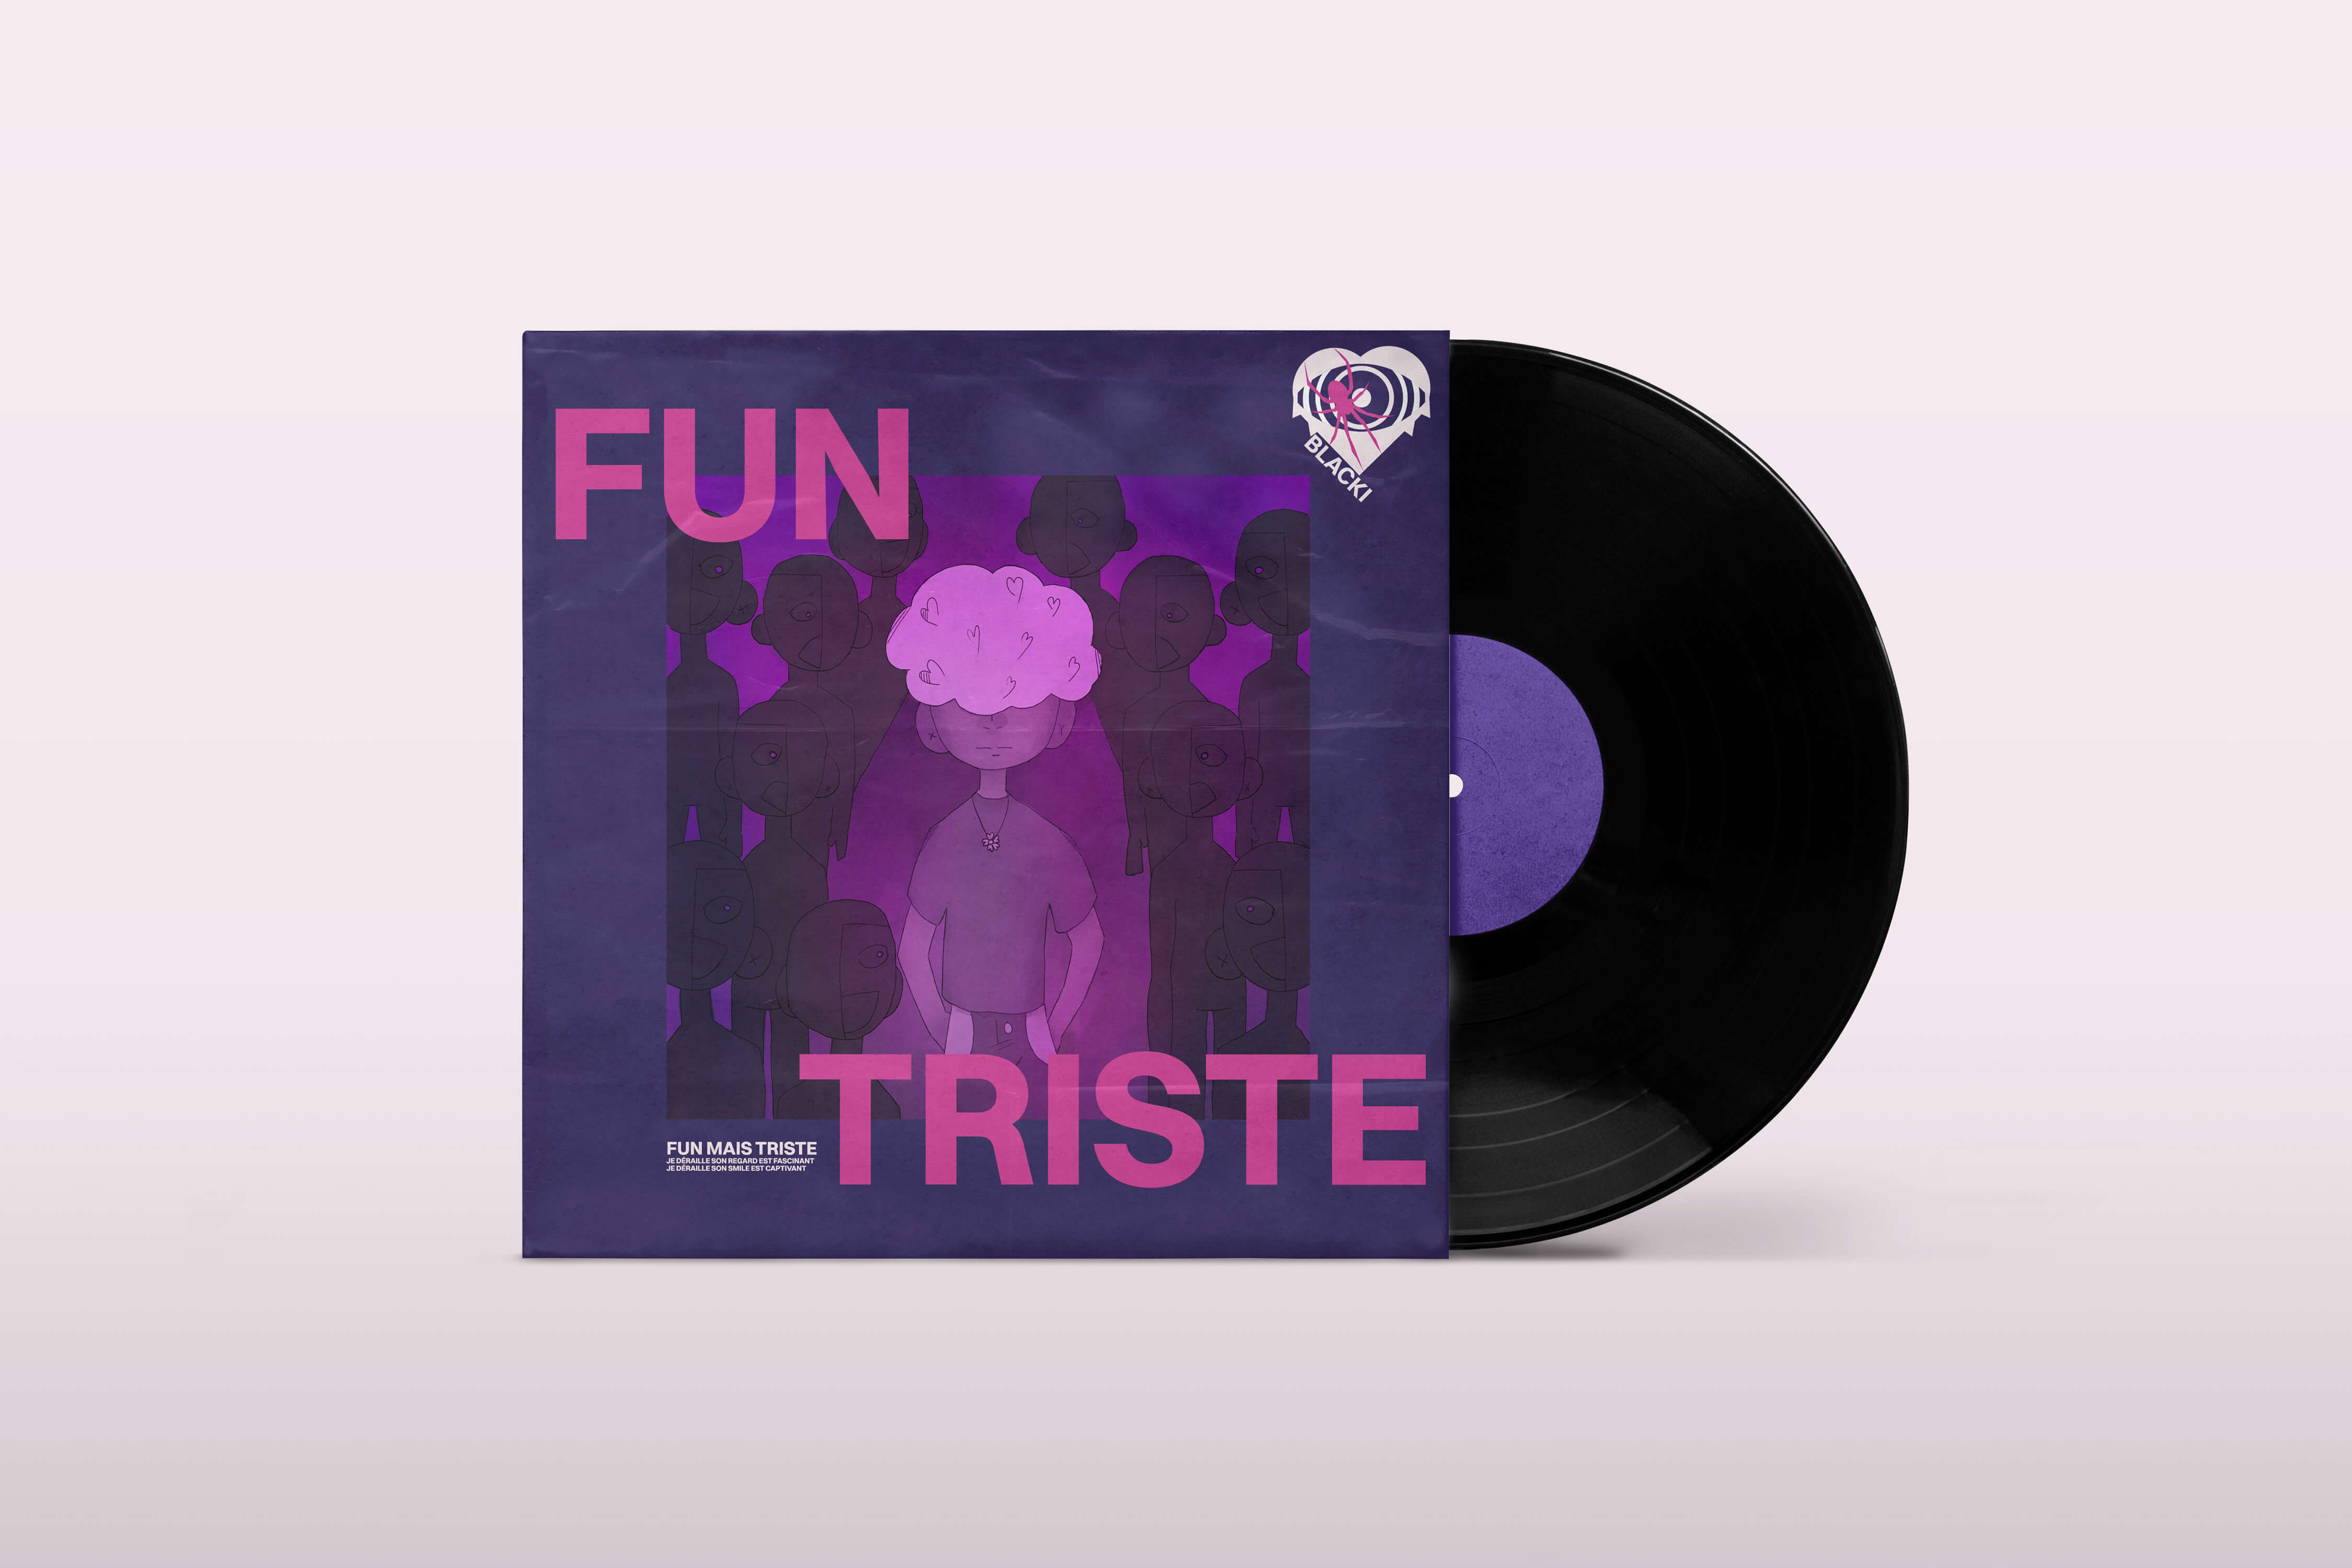 FUN
BLACKI
TRISTE
FUN MAIS TRISTE
JE DÉRAILLE SON REGARD EST FASCINANT
JE DÉRAILLE SON SMILE EST CAPTIVANT